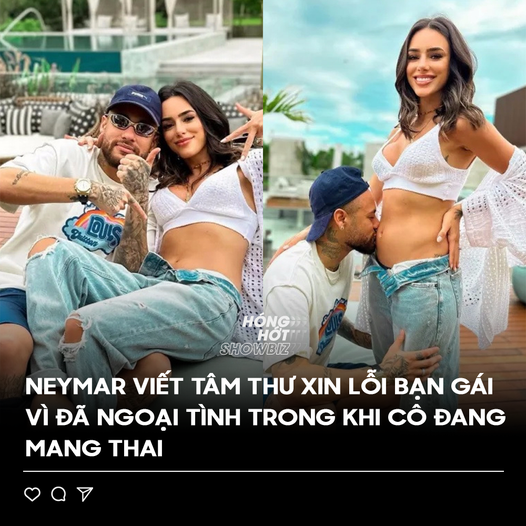 LOUIS
Vuitton
HÓNG
HỚT
SHOWBIZ
NEYMAR VIẾT TÂM THƯ XIN LỖI BẠN GÁI
VÌ ĐÃ NGOẠI TÌNH TRONG KHI CÔ ĐANG
MANG THAI